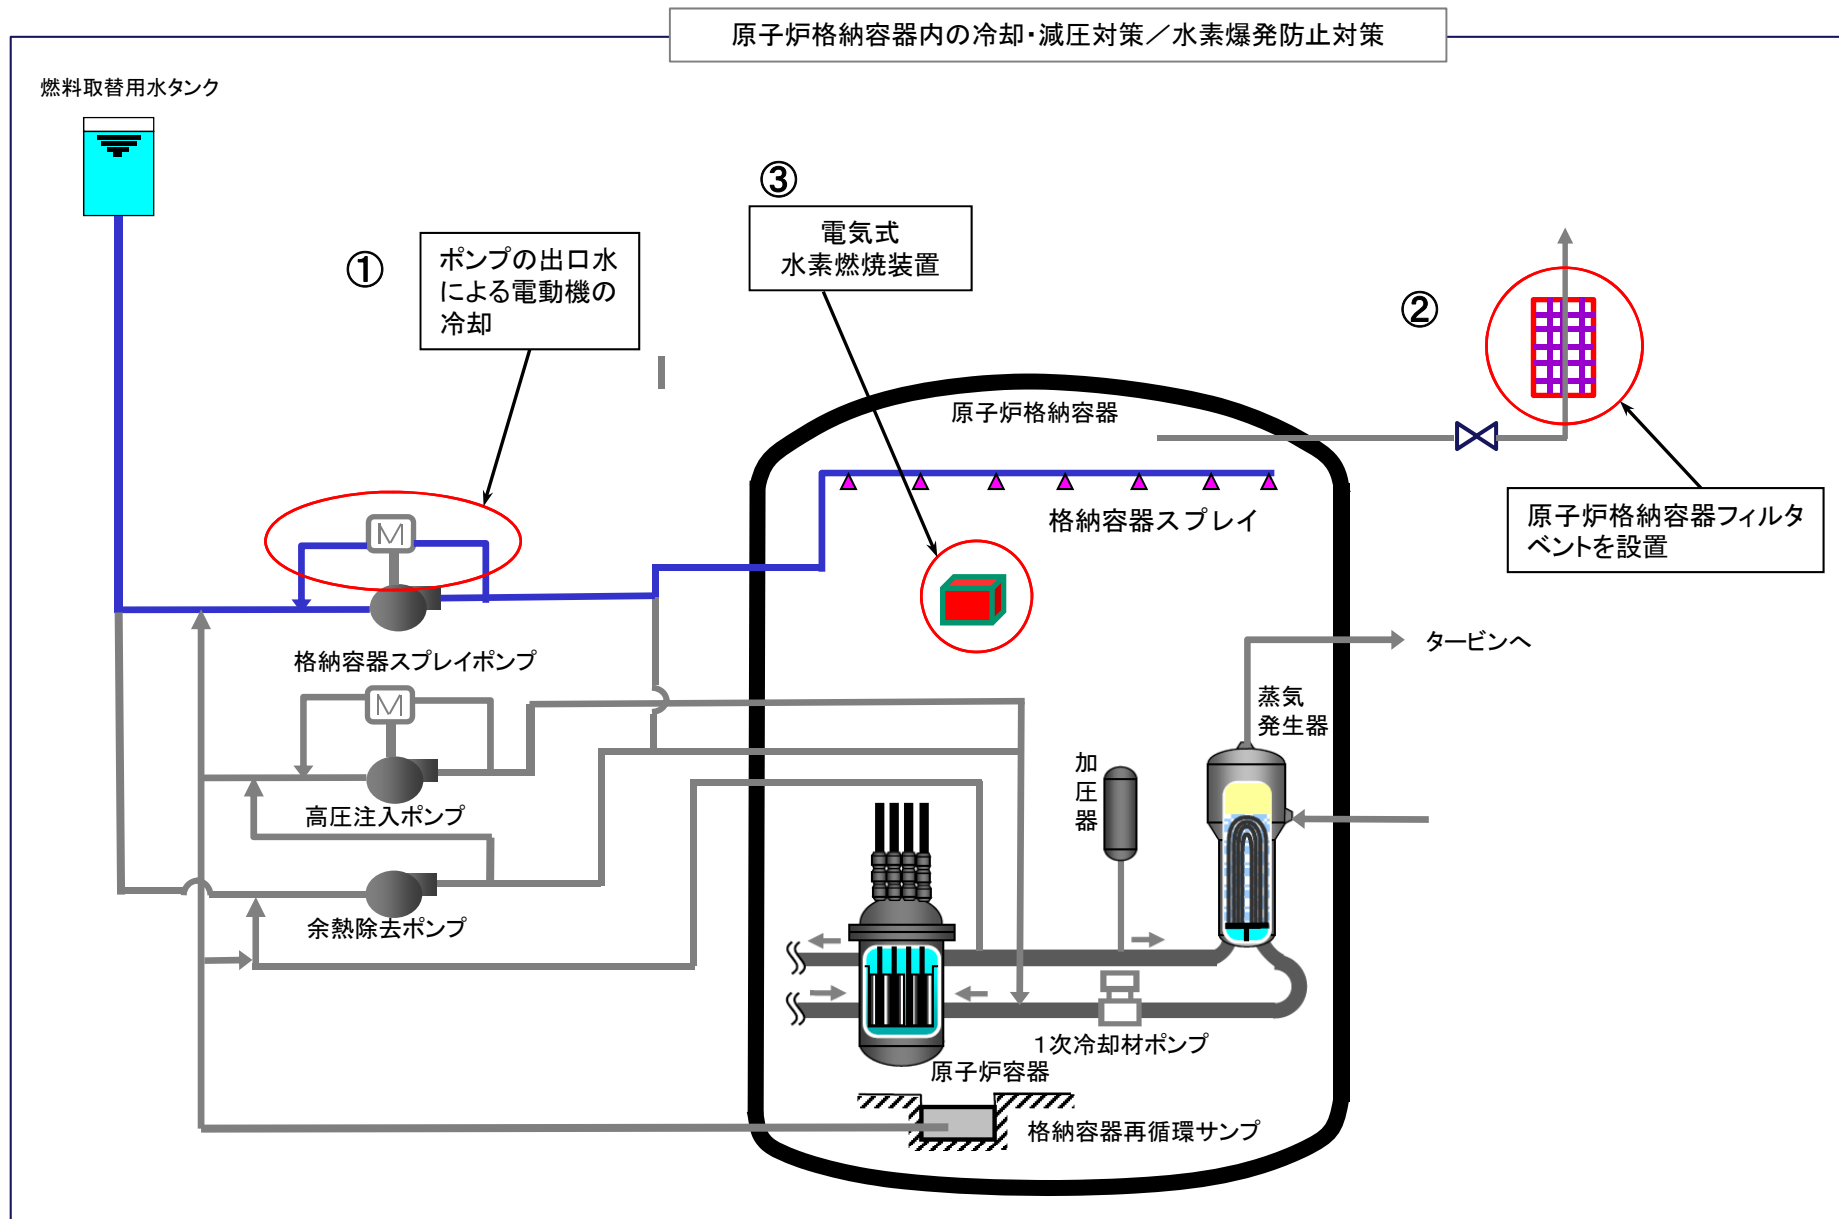 原子炉格納容器内の冷却・減圧対策／水素爆発防止対策
燃料取替用水タンク
①
ポンプの出口水
による電動機の
冷却
③
電気式
水素燃焼装置
②
原子炉格納容器
原子炉格納容器フィルタ
ベントを設置
格納容器スプレイ
M
格納容器スプレイポンプ
タービンへ
M
蒸気
発生器
加
圧
器
高圧注入ポンプ
余熱除去ポンプ
1次冷却材ポンプ
原子炉容器
格納容器再循環サンプ